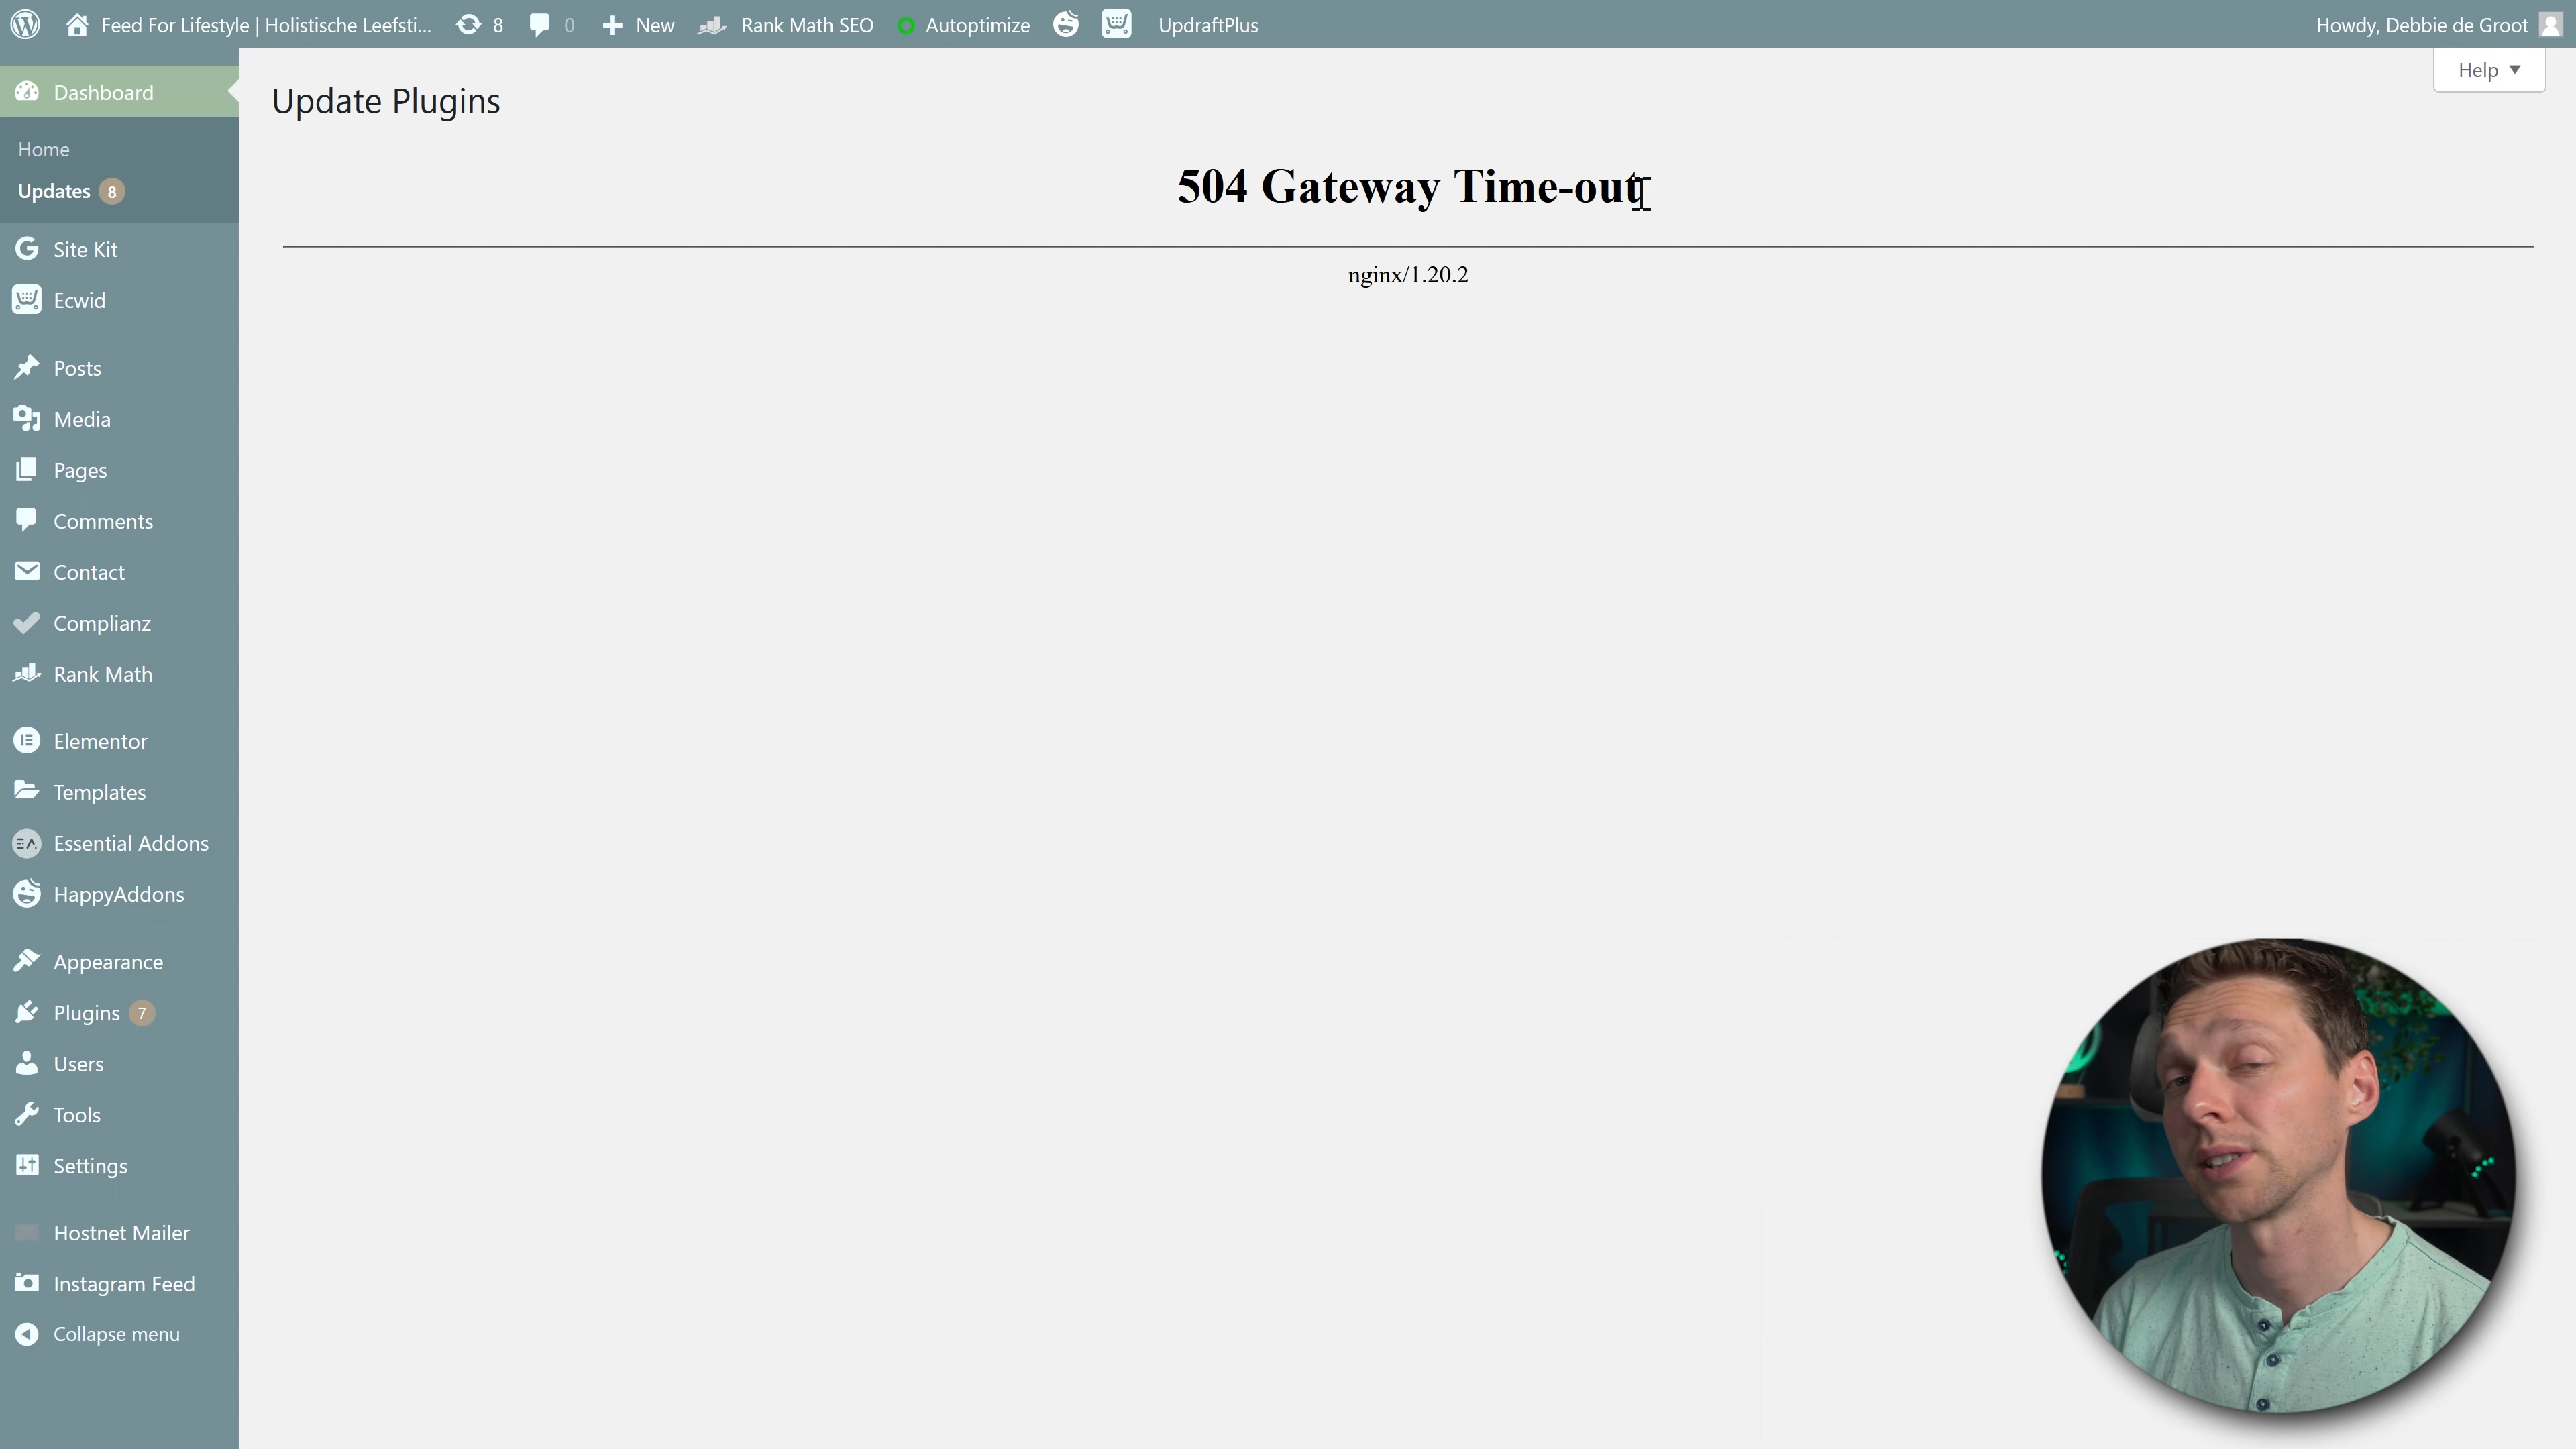 Feed For Lifestyle | Holistische Leefsti... 8 0 New Rank Math SEO Autoptimize UpdraftPlus Howdy, Debbie de Groot
Help
Dashboard
Home
Updates 8
Site Kit
Ecwid
Posts
Media
Pages
Comments
Contact
Complianz
Rank Math
Elementor
Templates
Essential Addons
HappyAddons
Appearance
Plugins 7
Users
Tools
Settings
Hostnet Mailer
Instagram Feed
Collapse menu
Update Plugins
504 Gateway Time-out
nginx/1.20.2